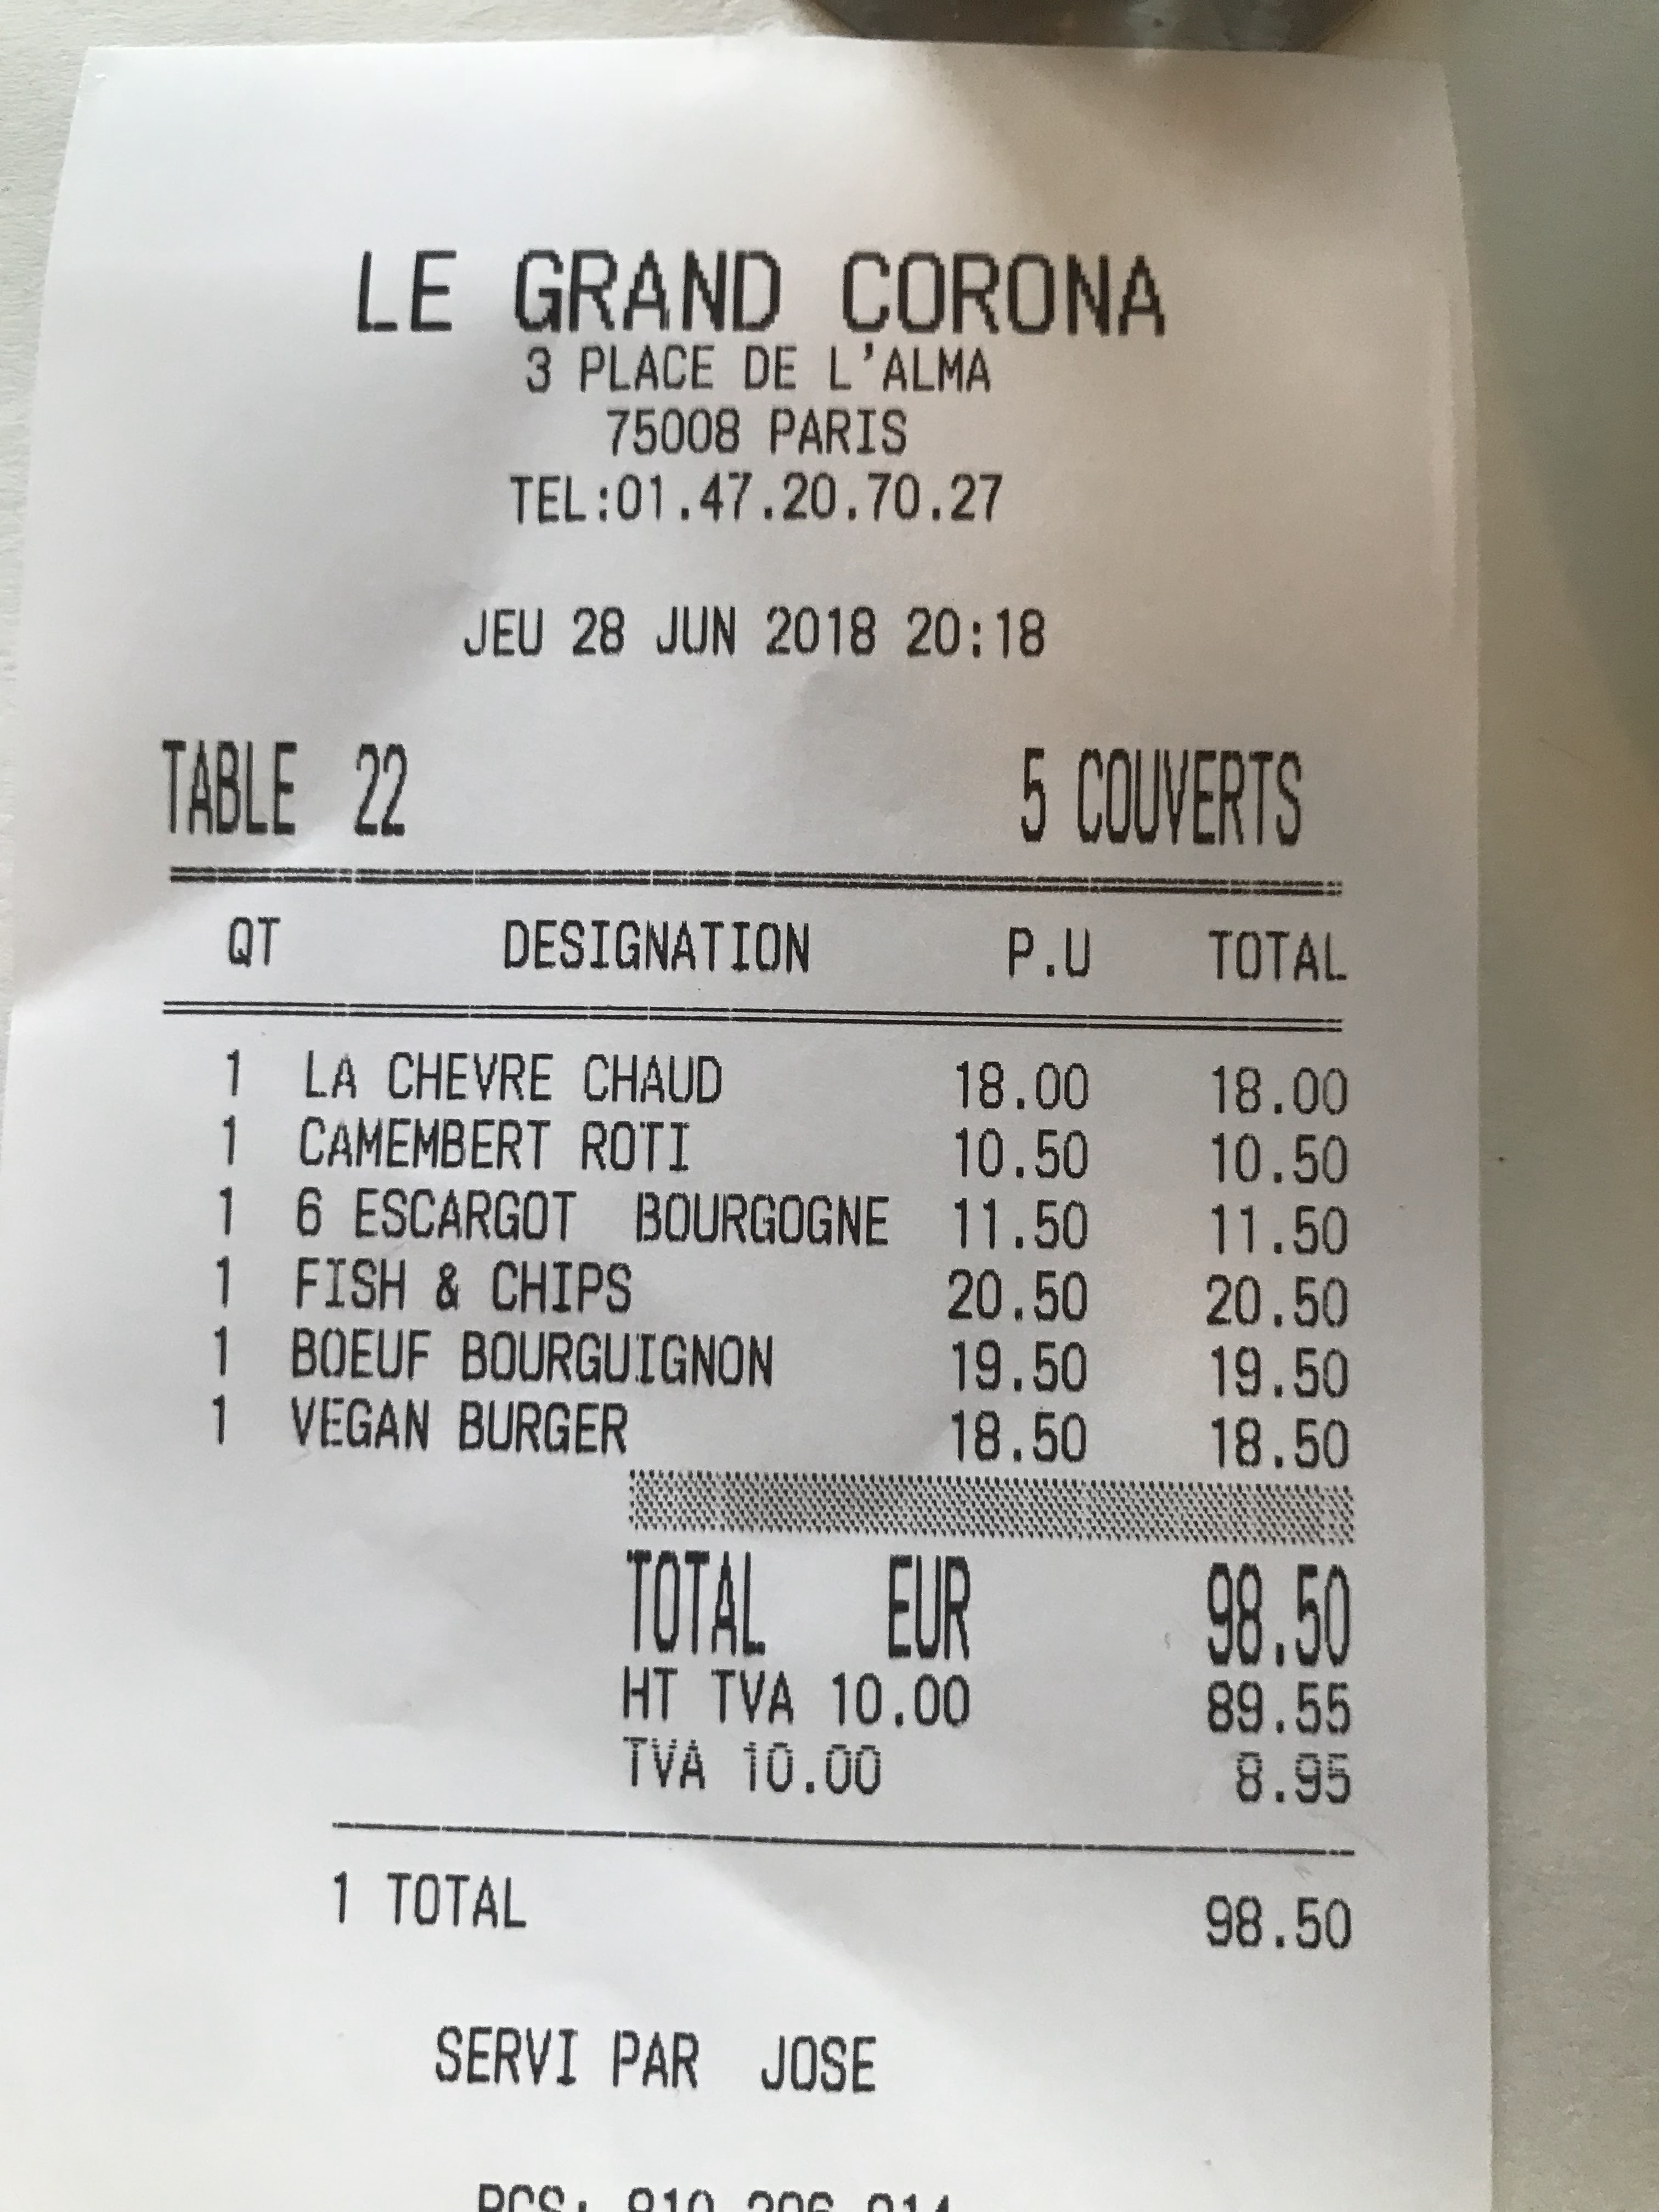 LE GRAND CORONA
3 PLACE DE L'ALMA
75008 PARIS
TEL:01.47.20.70.27
JEU 28 JUN 2018 20:18
TABLE 22 5 COUVERTS
QT DESIGNATION P.U TOTAL
1 LA CHEVRE CHAUD 18.00 18.00
1 CAMEMBERT ROTI 10.50 10.50
1 6 ESCARGOT BOURGOGNE 11.50 11.50
1 FISH & CHIPS 20.50 20.50
1 BOEUF BOURGUIGNON 19.50 19.50
1 VEGAN BURGER 18.50 18.50
TOTAL EUR 98.50
HT TVA 10.00 89.55
TVA 10.00 8.95
1 TOTAL 98.50
SERVI PAR JOSE